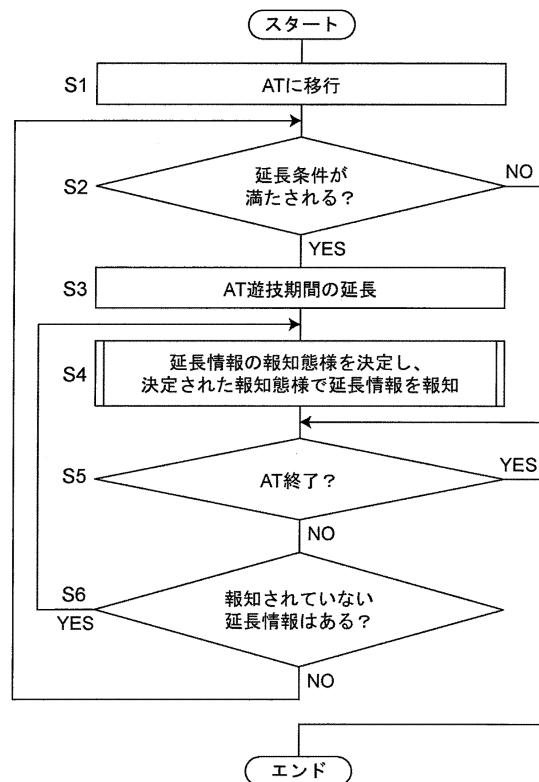 スタート
S1
ATに移行
S2
延長条件が
満たされる？
NO
YES
S3
AT遊技期間の延長
S4
延長情報の報知態様を決定し、
決定された報知態様で延長情報を報知
S5
AT終了？
YES
NO
S6
報知されていない
延長情報はある？
YES
NO
エンド